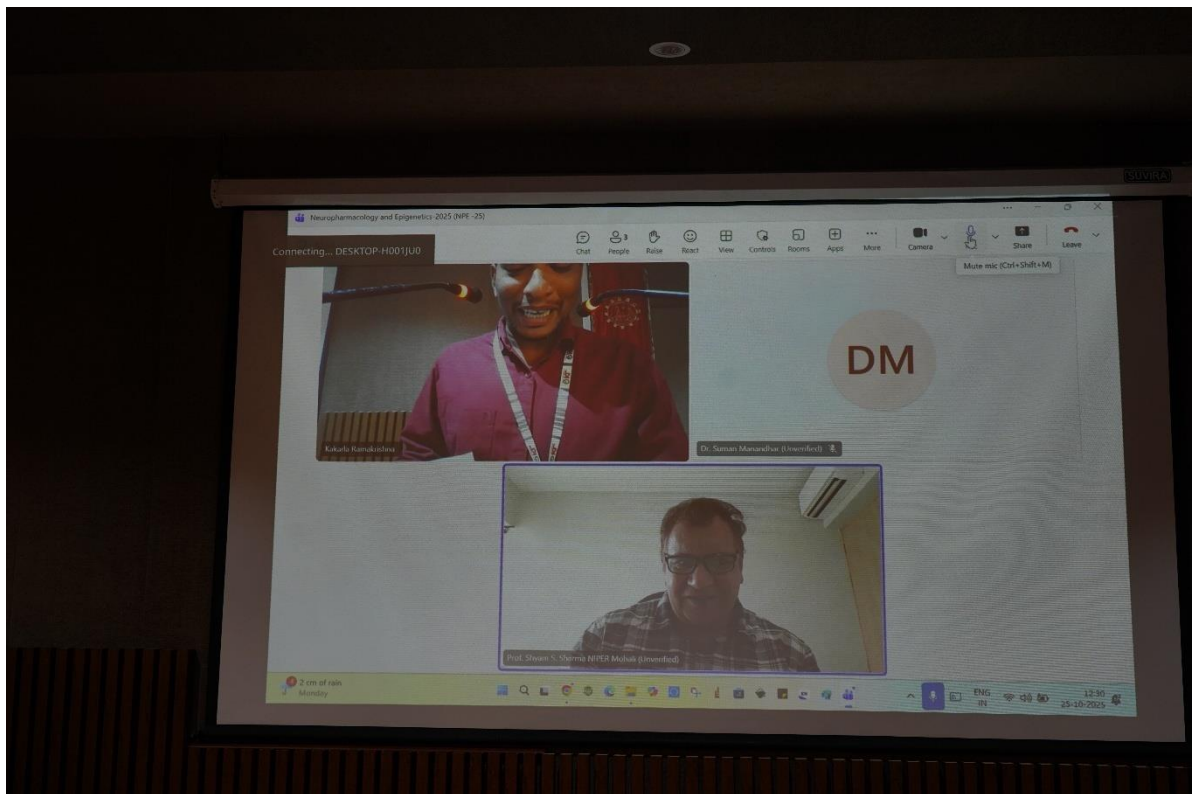 SUVIRA
Neuropharmacology and Epigenetics-2025 (NPE -25)
Connecting... DESKTOP-H001JU0
Chat
People 3
Raise
React
View
Controls
Rooms
Apps
More
Camera
Share
Leave
Mute mic (Ctrl+Shift+M)
DM
Kakarla Ramakrishna
Dr. Suman Manandhar (Unverified)
Prof. Shyam S. Sharma NIPER Mohali (Unverified)
2 cm of rain
Monday
ENG
IN
12:30
25-10-2025